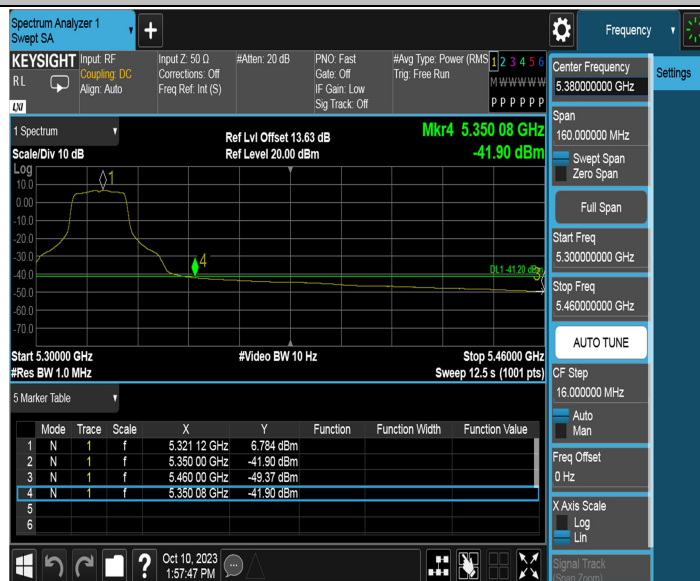 Spectrum Analyzer 1
Swept SA
+
Frequency
KEYSIGHT
RL
LXI
Input: RF
Coupling: DC
Align: Auto
Input Z: 50 Ω
Corrections: Off
Freq Ref: Int (S)
#Atten: 20 dB
PNO: Fast
Gate: Off
IF Gain: Low
Sig Track: Off
#Avg Type: Power (RMS
Trig: Free Run
1 2 3 4 5 6
M W W W W W
P P P P P P
Center Frequency
5.380000000 GHz
Settings
Span
160.000000 MHz
Swept Span
Zero Span
Full Span
Start Freq
5.300000000 GHz
Stop Freq
5.460000000 GHz
AUTO TUNE
CF Step
16.000000 MHz
Auto
Man
Freq Offset
0 Hz
X Axis Scale
Log
Lin
Signal Track
(Span Zoom)
1 Spectrum
Scale/Div 10 dB
Ref Lvl Offset 13.63 dB
Ref Level 20.00 dBm
Mkr4 5.350 08 GHz
-41.90 dBm
Log
10.0
0.00
-10.0
-20.0
-30.0
-40.0
-50.0
-60.0
-70.0
1
4
DL1 -41.20 dBm
3
Start 5.30000 GHz
#Res BW 1.0 MHz
#Video BW 10 Hz
Stop 5.46000 GHz
Sweep 12.5 s (1001 pts)
5 Marker Table
Mode Trace Scale X Y Function Function Width Function Value
1 N 1 f 5.321 12 GHz 6.784 dBm
2 N 1 f 5.350 00 GHz -41.90 dBm
3 N 1 f 5.460 00 GHz -49.37 dBm
4 N 1 f 5.350 08 GHz -41.90 dBm
5
6
?
Oct 10, 2023
1:57:47 PM